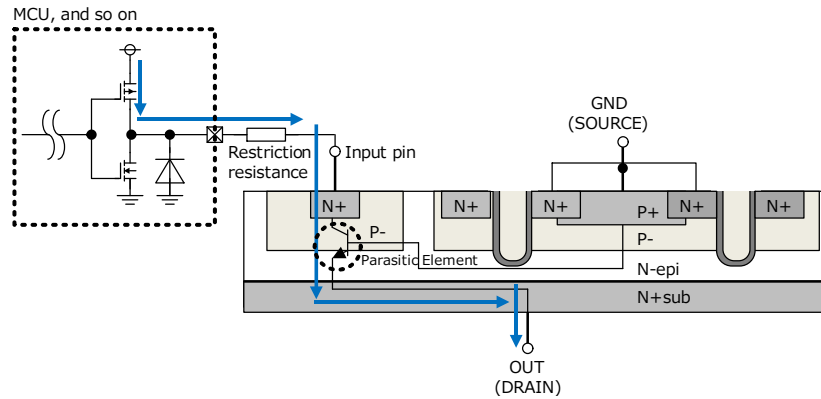 MCU, and so on
GND
(SOURCE)
Restriction
resistance
Input pin
N+
N+
N+
P+
N+
N+
P-
P-
Parasitic Element
N-epi
N+sub
OUT
(DRAIN)